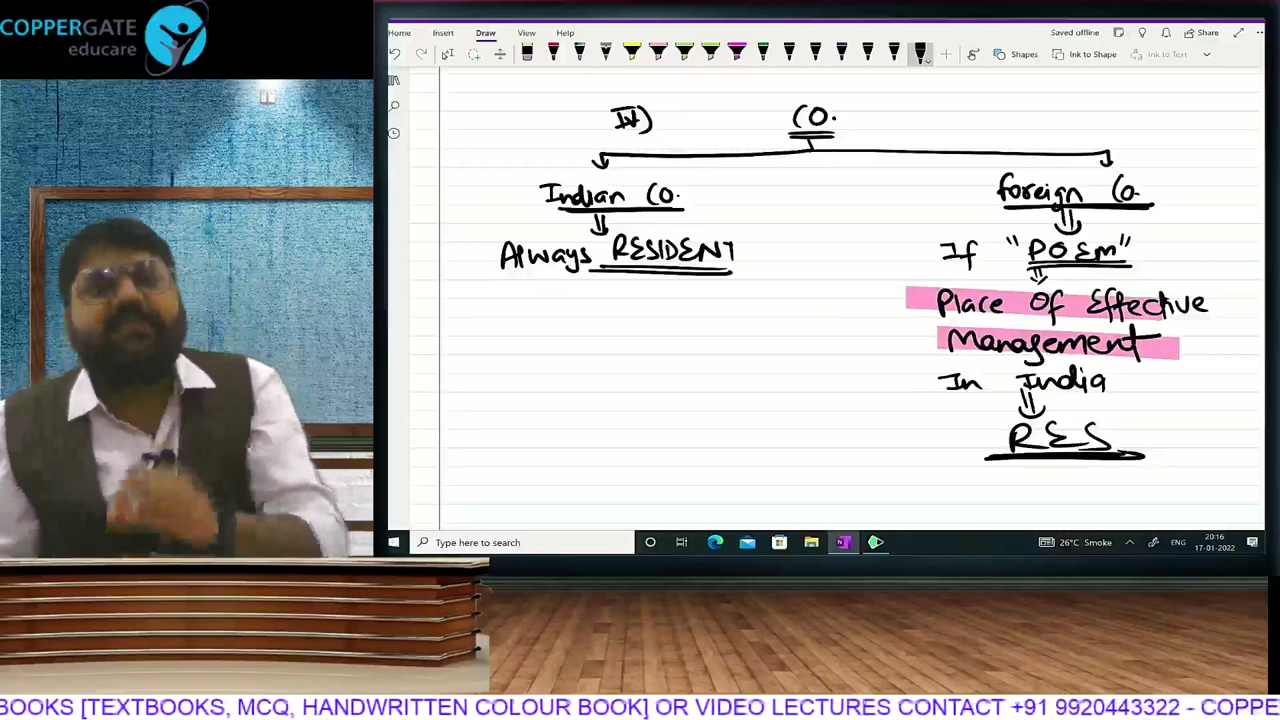 COPPERGATE
educare
Home Insert Draw View Help
Saved offline
Share
Shapes
Ink to Shape
Ink to Text
IV) CO.
Indian CO. Foreign Co.
Always RESIDENT
If "POEM"
Place Of Effective
Management
In India
RES
Type here to search
26°C Smoke
ENG
20:16
17-01-2022
BOOKS [TEXTBOOKS, MCQ, HANDWRITTEN COLOUR BOOK] OR VIDEO LECTURES CONTACT +91 9920443322 - COPPE